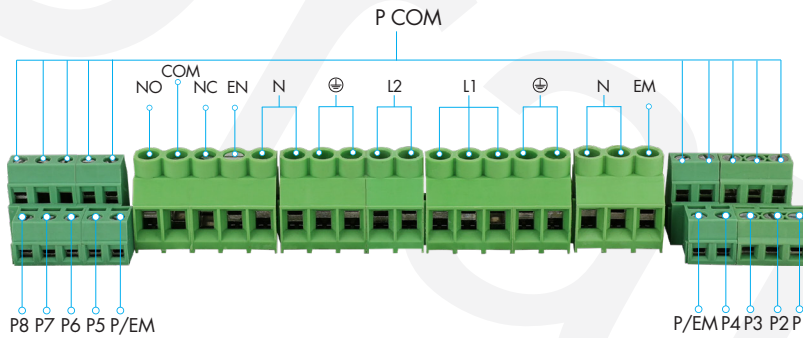 P COM
NO COM NC EN N L2 L1 N EM
P8 P7 P6 P5 P/EM P/EM P4 P3 P2 P